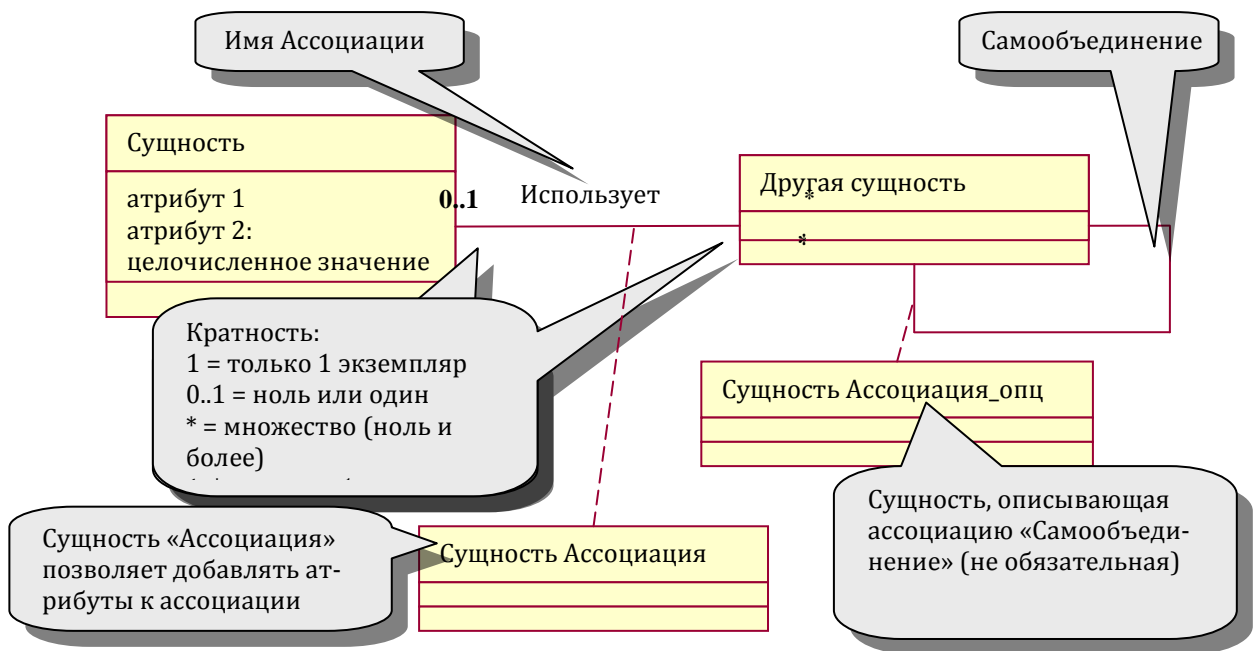 Имя Ассоциации
Самообъединение
Сущность
атрибут 1
атрибут 2:
целочисленное значение
0..1
Использует
Другая сущность
*
*
Кратность:
1 = только 1 экземпляр
0..1 = ноль или один
* = множество (ноль и
более)
Сущность Ассоциация_опц
Сущность, описывающая
ассоциацию «Самообъеди-
нение» (не обязательная)
Сущность «Ассоциация»
позволяет добавлять ат-
рибуты к ассоциации
Сущность Ассоциация